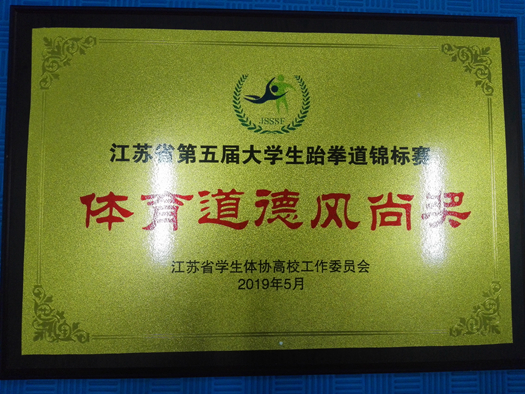 JSSSF
江苏省第五届大学生跆拳道锦标赛
体育道德风尚奖
江苏省学生体协高校工作委员会
2019年5月